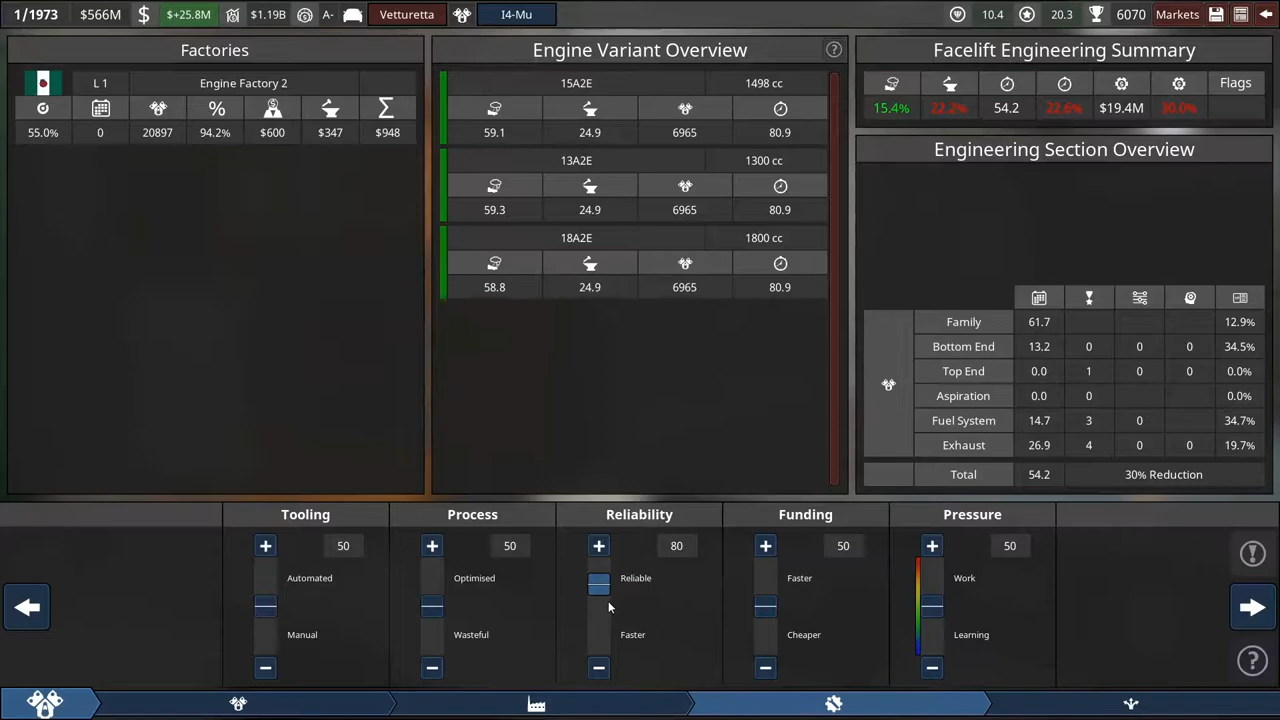 1/1973 $566M $+25.8M $1.19B A- Vetturetta I4-Mu 10.4 20.3 6070 Markets
Factories
L 1 Engine Factory 2
%
55.0% 0 20897 94.2% $600 $347 $948
Engine Variant Overview
15A2E 1498 cc
59.1 24.9 6965 80.9
13A2E 1300 cc
59.3 24.9 6965 80.9
18A2E 1800 cc
58.8 24.9 6965 80.9
Facelift Engineering Summary
Flags
15.4% 22.2% 54.2 22.6% $19.4M 30.0%
Engineering Section Overview
Family 61.7 12.9%
Bottom End 13.2 0 0 0 34.5%
Top End 0.0 1 0 0 0.0%
Aspiration 0.0 0 0.0%
Fuel System 14.7 3 0 34.7%
Exhaust 26.9 4 0 0 19.7%
Total 54.2 30% Reduction
Tooling
50
Automated
Manual
Process
50
Optimised
Wasteful
Reliability
80
Reliable
Faster
Funding
50
Faster
Cheaper
Pressure
50
Work
Learning